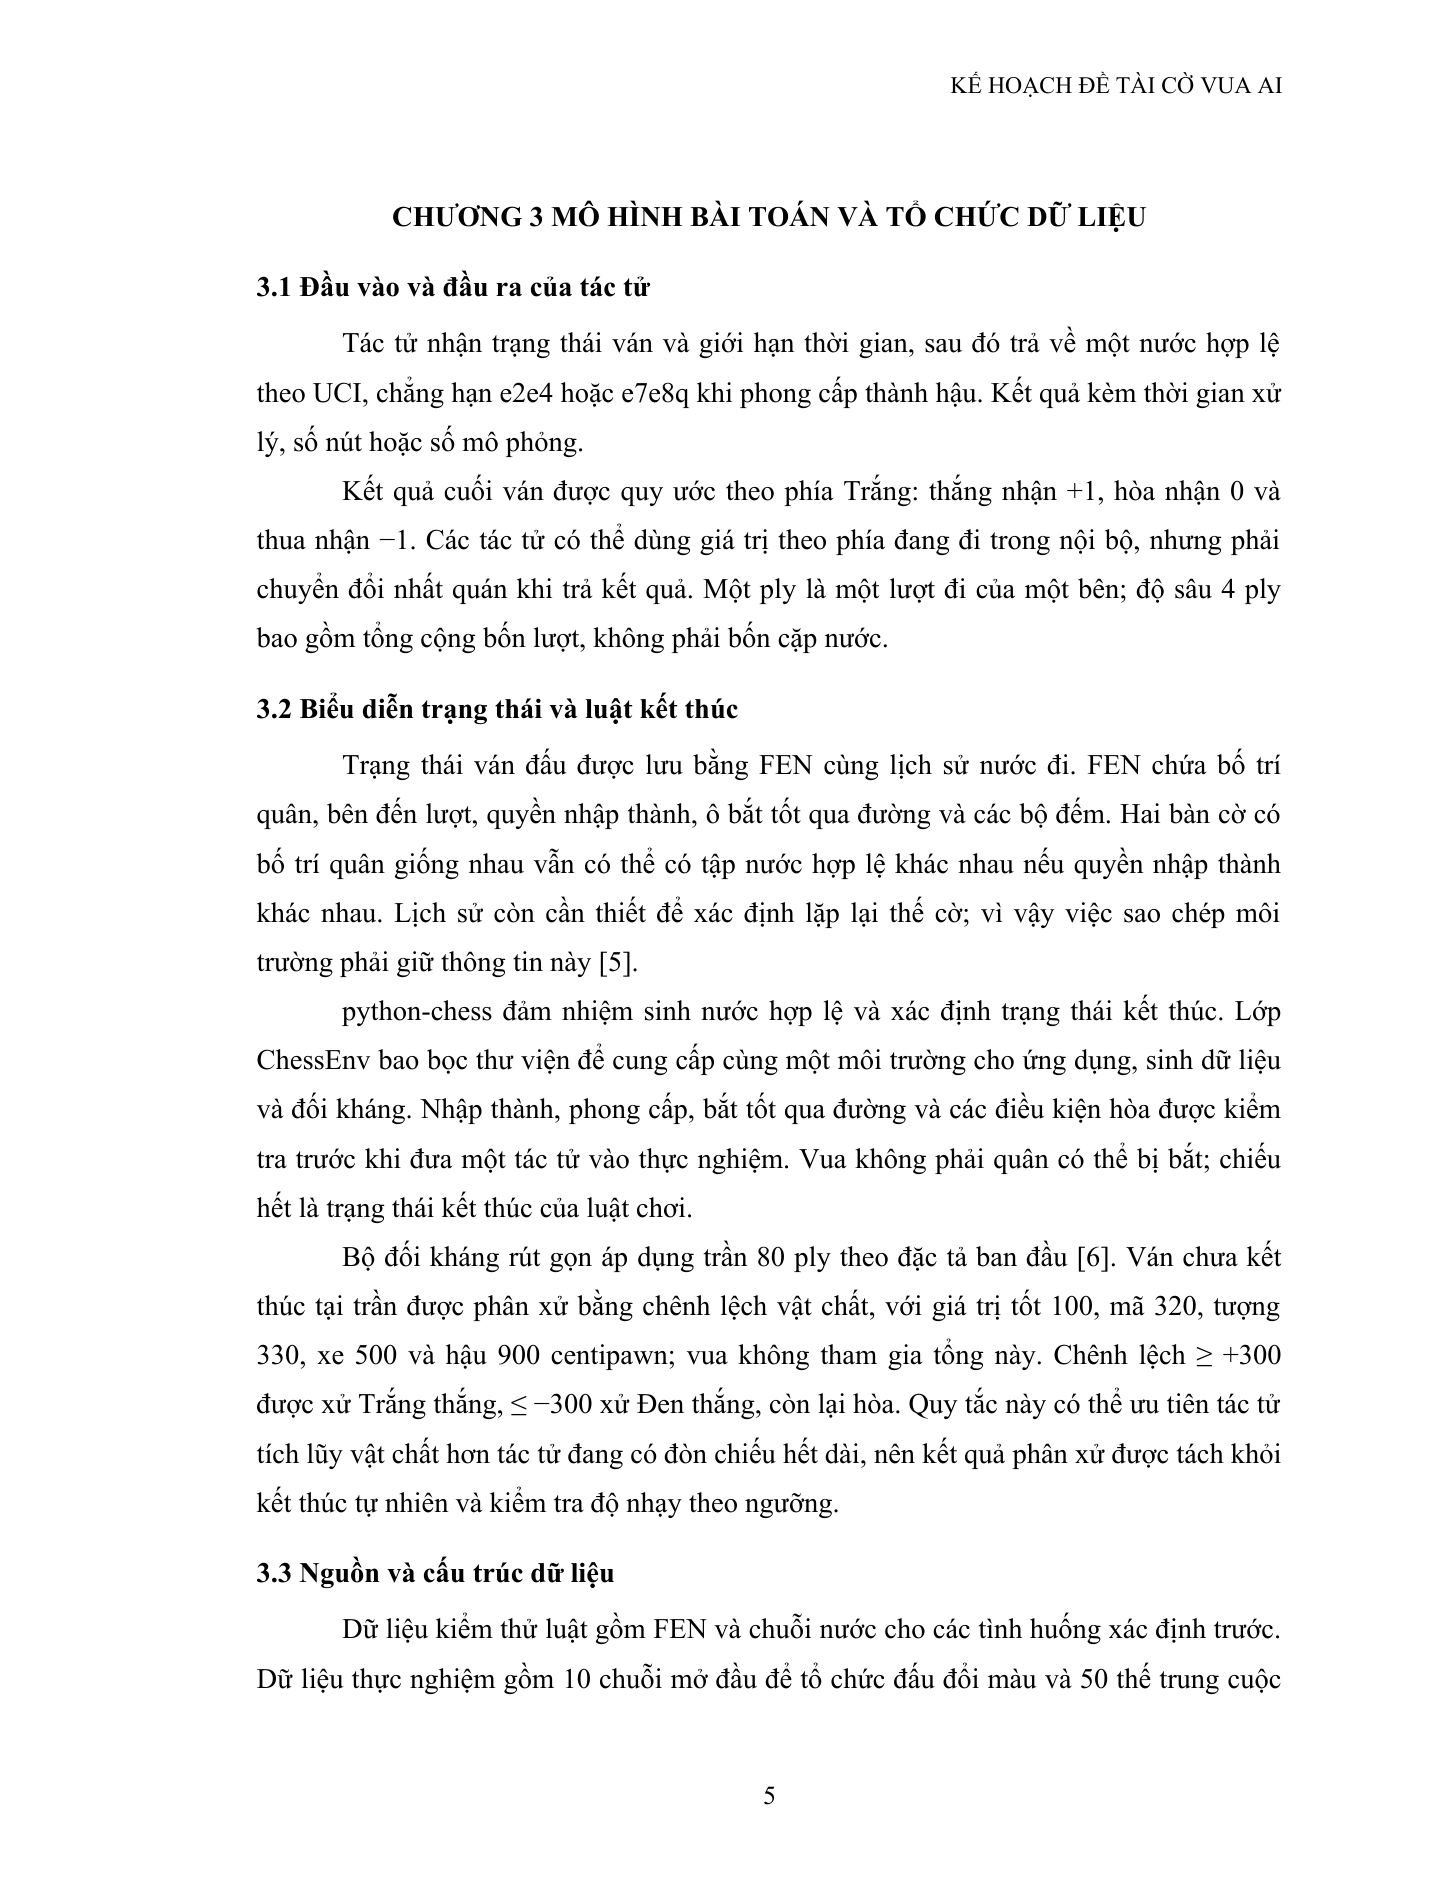 KẾ HOẠCH ĐỀ TÀI CỜ VUA AI
CHƯƠNG 3 MÔ HÌNH BÀI TOÁN VÀ TỔ CHỨC DỮ LIỆU
3.1 Đầu vào và đầu ra của tác tử
Tác tử nhận trạng thái ván và giới hạn thời gian, sau đó trả về một nước hợp lệ
theo UCI, chẳng hạn e2e4 hoặc e7e8q khi phong cấp thành hậu. Kết quả kèm thời gian xử
lý, số nút hoặc số mô phỏng.
Kết quả cuối ván được quy ước theo phía Trắng: thắng nhận +1, hòa nhận 0 và
thua nhận −1. Các tác tử có thể dùng giá trị theo phía đang đi trong nội bộ, nhưng phải
chuyển đổi nhất quán khi trả kết quả. Một ply là một lượt đi của một bên; độ sâu 4 ply
bao gồm tổng cộng bốn lượt, không phải bốn cặp nước.
3.2 Biểu diễn trạng thái và luật kết thúc
Trạng thái ván đấu được lưu bằng FEN cùng lịch sử nước đi. FEN chứa bố trí
quân, bên đến lượt, quyền nhập thành, ô bắt tốt qua đường và các bộ đếm. Hai bàn cờ có
bố trí quân giống nhau vẫn có thể có tập nước hợp lệ khác nhau nếu quyền nhập thành
khác nhau. Lịch sử còn cần thiết để xác định lặp lại thế cờ; vì vậy việc sao chép môi
trường phải giữ thông tin này [5].
python-chess đảm nhiệm sinh nước hợp lệ và xác định trạng thái kết thúc. Lớp
ChessEnv bao bọc thư viện để cung cấp cùng một môi trường cho ứng dụng, sinh dữ liệu
và đối kháng. Nhập thành, phong cấp, bắt tốt qua đường và các điều kiện hòa được kiểm
tra trước khi đưa một tác tử vào thực nghiệm. Vua không phải quân có thể bị bắt; chiếu
hết là trạng thái kết thúc của luật chơi.
Bộ đối kháng rút gọn áp dụng trần 80 ply theo đặc tả ban đầu [6]. Ván chưa kết
thúc tại trần được phân xử bằng chênh lệch vật chất, với giá trị tốt 100, mã 320, tượng
330, xe 500 và hậu 900 centipawn; vua không tham gia tổng này. Chênh lệch ≥ +300
được xử Trắng thắng, ≤ −300 xử Đen thắng, còn lại hòa. Quy tắc này có thể ưu tiên tác tử
tích lũy vật chất hơn tác tử đang có đòn chiếu hết dài, nên kết quả phân xử được tách khỏi
kết thúc tự nhiên và kiểm tra độ nhạy theo ngưỡng.
3.3 Nguồn và cấu trúc dữ liệu
Dữ liệu kiểm thử luật gồm FEN và chuỗi nước cho các tình huống xác định trước.
Dữ liệu thực nghiệm gồm 10 chuỗi mở đầu để tổ chức đấu đổi màu và 50 thế trung cuộc
5